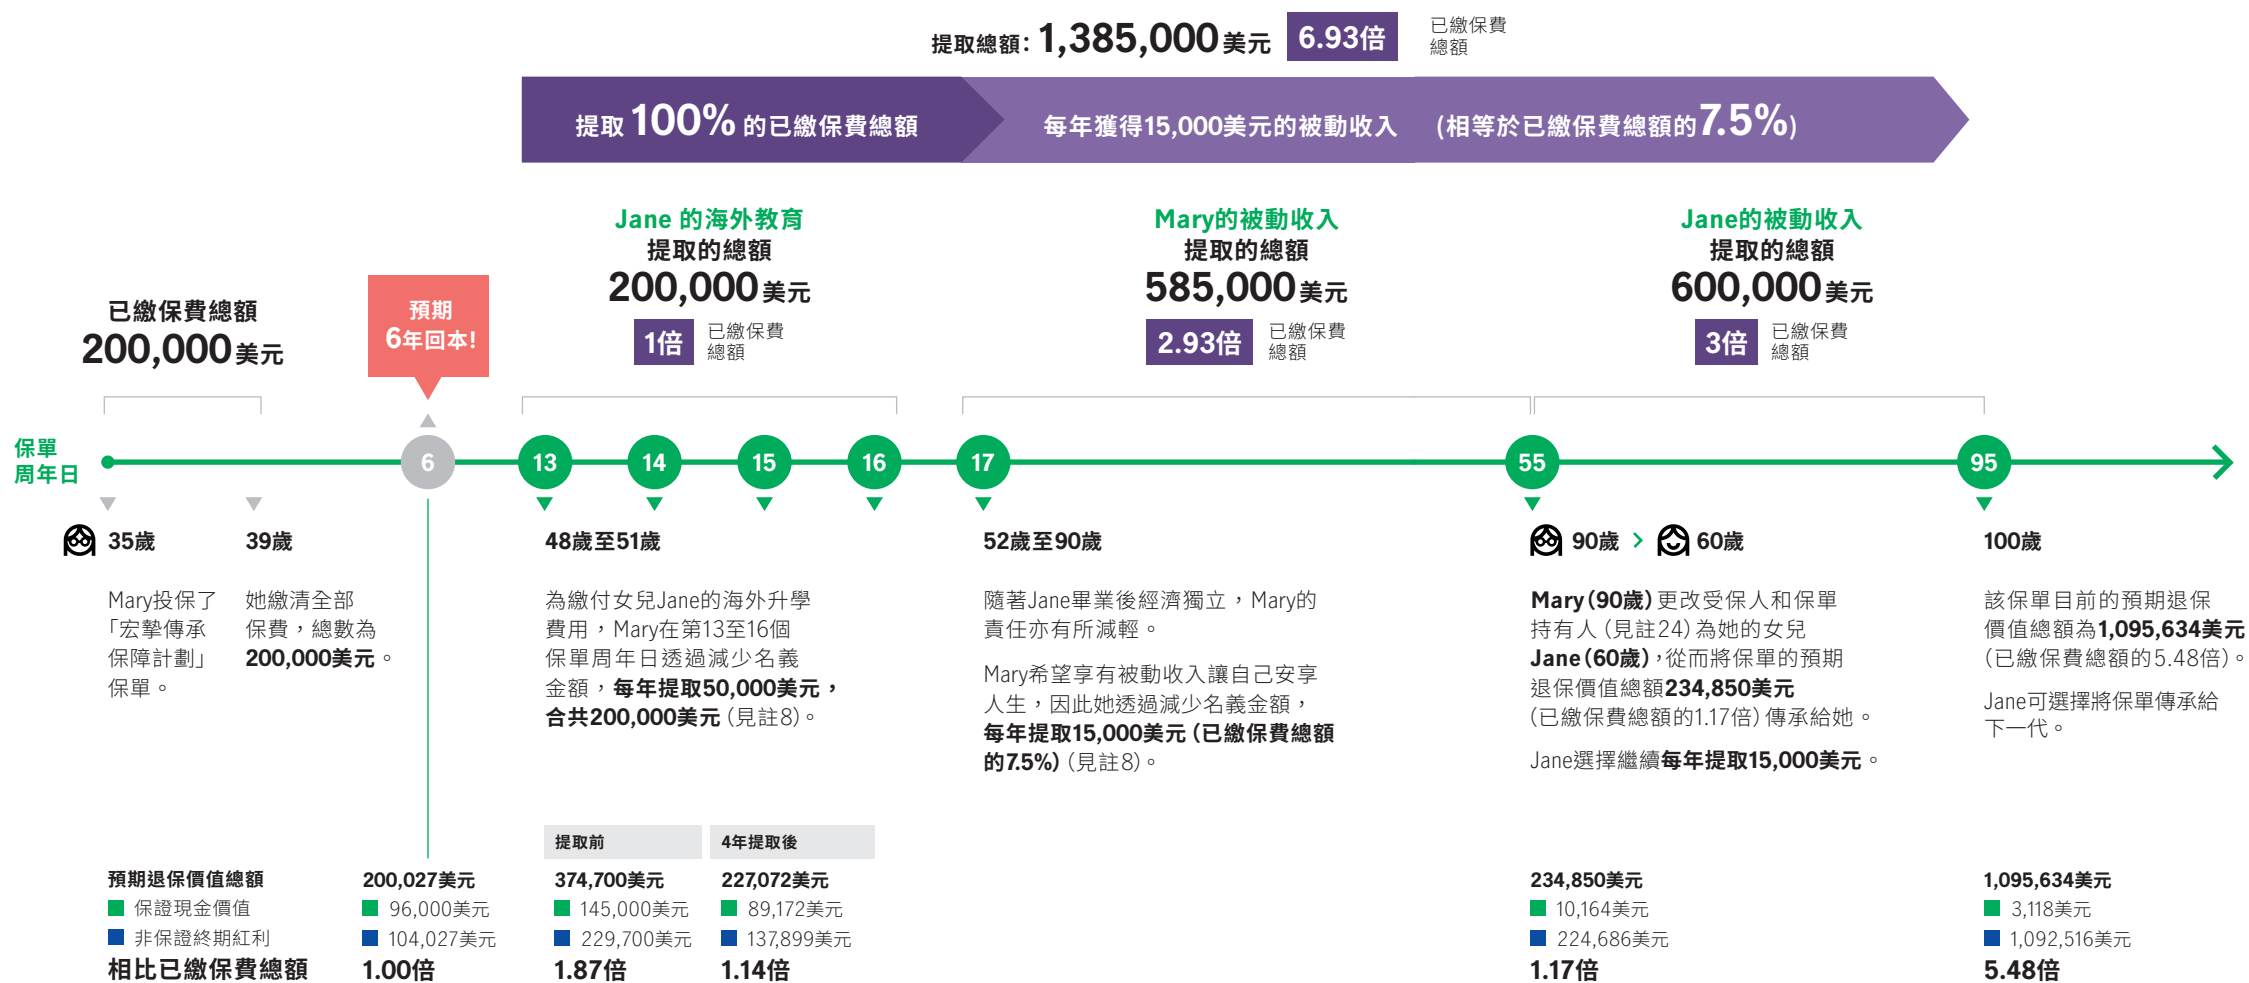 提取總額：1,385,000美元 6.93倍 已繳保費
總額
提取 100% 的已繳保費總額
每年獲得15,000美元的被動收入 (相等於已繳保費總額的7.5%)
Jane 的海外教育
提取的總額
200,000美元
1倍 已繳保費
總額
Mary的被動收入
提取的總額
585,000美元
2.93倍 已繳保費
總額
Jane的被動收入
提取的總額
600,000美元
3倍 已繳保費
總額
已繳保費總額
200,000美元
預期
6年回本!
保單
周年日
6
13
14
15
16
17
55
95
35歲
Mary投保了
「宏摯傳承
保障計劃」
保單。
39歲
她繳清全部
保費，總數為
200,000美元。
48歲至51歲
為繳付女兒Jane的海外升學
費用，Mary在第13至16個
保單周年日透過減少名義
金額，每年提取50,000美元，
合共200,000美元（見註8）。
52歲至90歲
隨著Jane畢業後經濟獨立，Mary的
責任亦有所減輕。
Mary希望享有被動收入讓自己安享
人生，因此她透過減少名義金額，
每年提取15,000美元（已繳保費總額
的7.5%）（見註8）。
90歲 > 60歲
Mary（90歲）更改受保人和保單
持有人（見註24）為她的女兒
Jane（60歲），從而將保單的預期
退保價值總額234,850美元
（已繳保費總額的1.17倍）傳承給她。
Jane選擇繼續每年提取15,000美元。
100歲
該保單目前的預期退保
價值總額為1,095,634美元
（已繳保費總額的5.48倍）。
Jane可選擇將保單傳承給
下一代。
提取前
4年提取後
預期退保價值總額 200,027美元 374,700美元 227,072美元 234,850美元 1,095,634美元
保證現金價值 96,000美元 145,000美元 89,172美元 10,164美元 3,118美元
非保證終期紅利 104,027美元 229,700美元 137,899美元 224,686美元 1,092,516美元
相比已繳保費總額 1.00倍 1.87倍 1.14倍 1.17倍 5.48倍